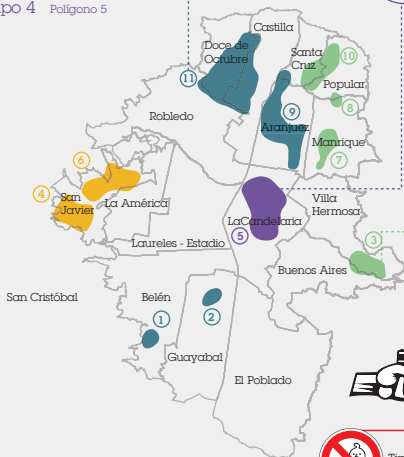 po 4 Polígono 5
Castilla
Doce de
Octubre
Santa
Cruz
10
Popular
11
8
9
Robledo
Aranjuez
Manrique
7
6
4
San
Javier
La América
Villa
Hermosa
LaCandelaria
5
3
Laureles - Estadio
Buenos Aires
San Cristóbal
Belén
1
2
Guayabal
El Poblado